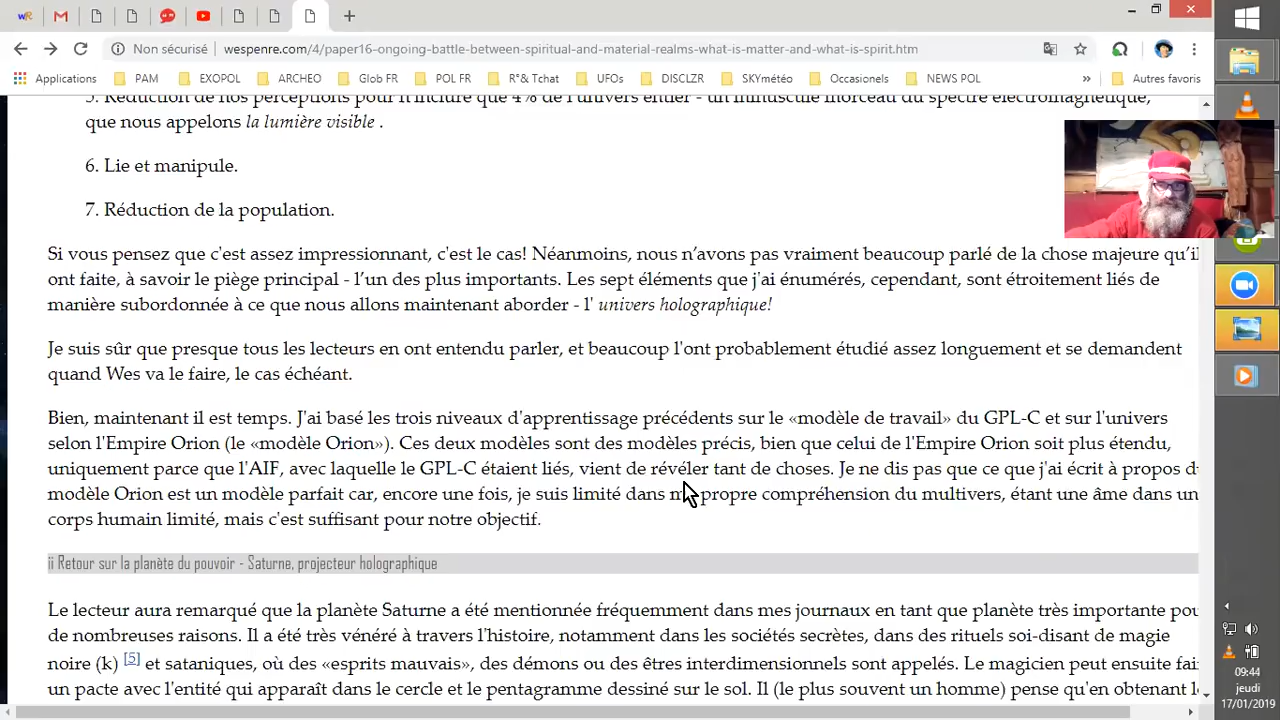 Non sécurisé
wespenre.com/4/paper16-ongoing-battle-between-spiritual-and-material-realms-what-is-matter-and-what-is-spirit.htm
Applications PAM EXOPOL ARCHEO Glob FR POL FR R°& Tchat UFOs DISCLZR SKYmétéo Occasionels NEWS POL » Autres favoris
5. Réduction de nos perceptions pour n'inclure que 4% de l'univers entier - un minuscule morceau du spectre électromagnétique,
que nous appelons la lumière visible .
6. Lie et manipule.
7. Réduction de la population.
Si vous pensez que c'est assez impressionnant, c'est le cas! Néanmoins, nous n’avons pas vraiment beaucoup parlé de la chose majeure qu’il
ont faite, à savoir le piège principal - l’un des plus importants. Les sept éléments que j'ai énumérés, cependant, sont étroitement liés de
manière subordonnée à ce que nous allons maintenant aborder - l' univers holographique!
Je suis sûr que presque tous les lecteurs en ont entendu parler, et beaucoup l'ont probablement étudié assez longuement et se demandent
quand Wes va le faire, le cas échéant.
Bien, maintenant il est temps. J'ai basé les trois niveaux d'apprentissage précédents sur le «modèle de travail» du GPL-C et sur l'univers
selon l'Empire Orion (le «modèle Orion»). Ces deux modèles sont des modèles précis, bien que celui de l'Empire Orion soit plus étendu,
uniquement parce que l'AIF, avec laquelle le GPL-C étaient liés, vient de révéler tant de choses. Je ne dis pas que ce que j'ai écrit à propos
modèle Orion est un modèle parfait car, encore une fois, je suis limité dans propre compréhension du multivers, étant une âme dans un
corps humain limité, mais c'est suffisant pour notre objectif.
ii Retour sur la planète du pouvoir - Saturne, projecteur holographique
Le lecteur aura remarqué que la planète Saturne a été mentionnée fréquemment dans mes journaux en tant que planète très importante
de nombreuses raisons. Il a été très vénéré à travers l'histoire, notamment dans les sociétés secrètes, dans des rituels soi-disant de magie
noire (k) [5] et sataniques, où des «esprits mauvais», des démons ou des êtres interdimensionnels sont appelés. Le magicien peut ensuite
un pacte avec l'entité qui apparaît dans le cercle et le pentagramme dessiné sur le sol. Il (le plus souvent un homme) pense qu'en obtenant
09:44
jeudi
17/01/2019